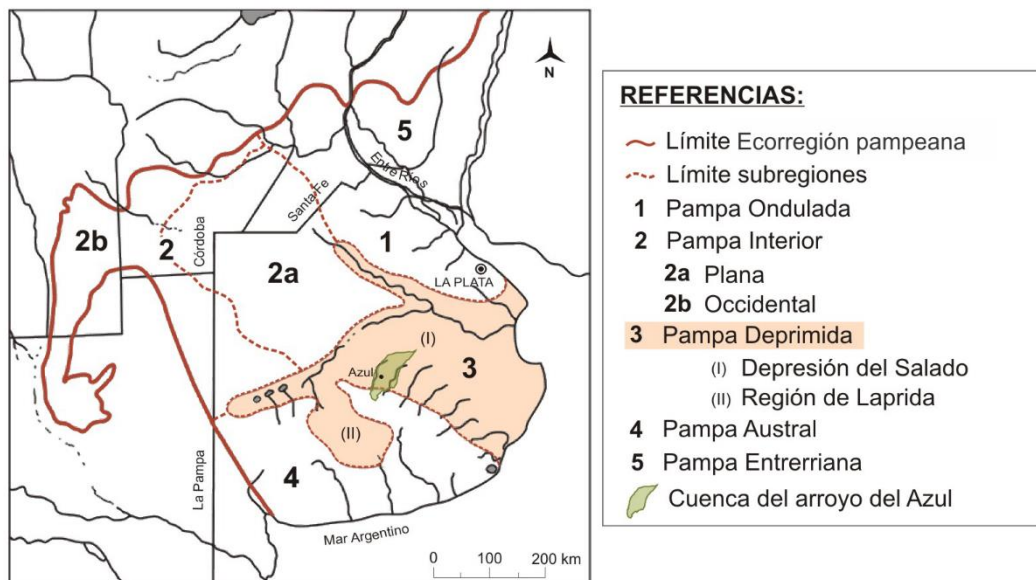 N
5
Entre Ríos
Santa Fe
1
2b
2
Córdoba
2a
LA PLATA
(I)
3
Azul
(II)
4
La Pampa
Mar Argentino
0 100 200 km
REFERENCIAS:
Límite Ecorregión pampeana
Límite subregiones
1 Pampa Ondulada
2 Pampa Interior
2a Plana
2b Occidental
3 Pampa Deprimida
(I) Depresión del Salado
(II) Región de Laprida
4 Pampa Austral
5 Pampa Entrerriana
Cuenca del arroyo del Azul